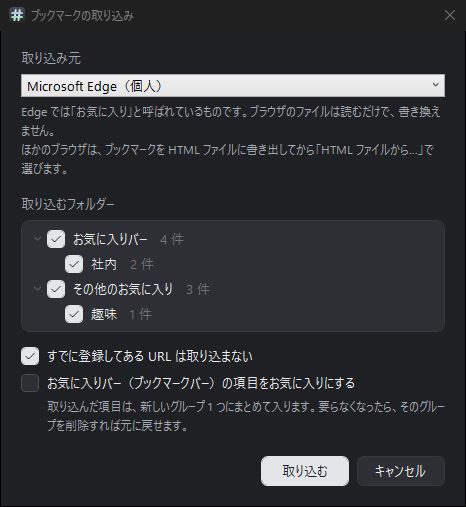 ブックマークの取り込み
取り込み元
Microsoft Edge（個人）
Edge では「お気に入り」と呼ばれているものです。ブラウザのファイルは読むだけで、書き換え
ません。
ほかのブラウザは、ブックマークを HTML ファイルに書き出してから「HTML ファイルから...」で
選びます。
取り込むフォルダー
お気に入りバー 4 件
社内 2 件
その他のお気に入り 3 件
趣味 1 件
すでに登録してある URL は取り込まない
お気に入りバー（ブックマークバー）の項目をお気に入りにする
取り込んだ項目は、新しいグループ 1 つにまとめて入ります。要らなくなったら、そのグルー
プを削除すれば元に戻せます。
取り込む キャンセル